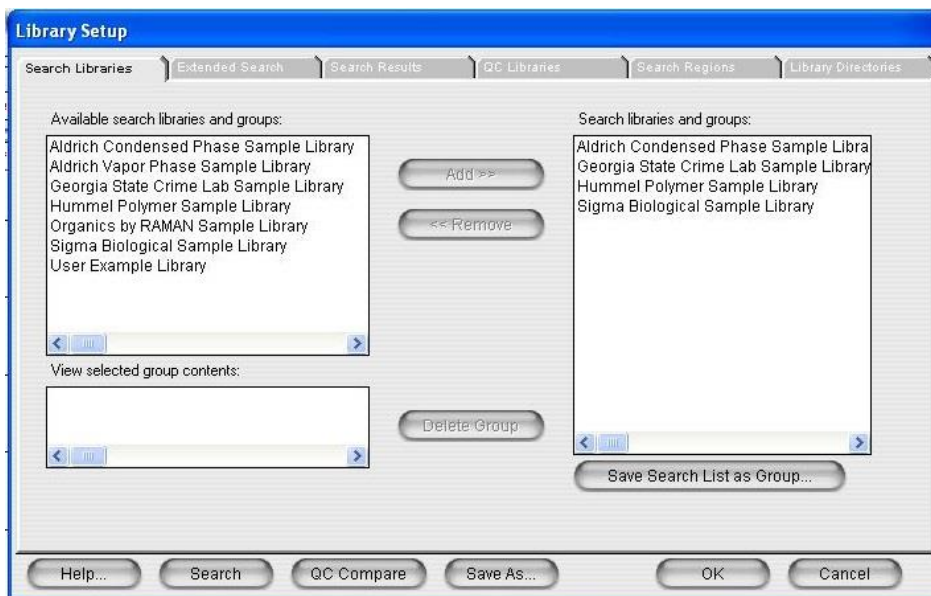 Library Setup
Search Libraries
Extended Search
Search Results
QC Libraries
Search Regions
Library Directories
Available search libraries and groups:
Aldrich Condensed Phase Sample Library
Aldrich Vapor Phase Sample Library
Georgia State Crime Lab Sample Library
Hummel Polymer Sample Library
Organics by RAMAN Sample Library
Sigma Biological Sample Library
User Example Library
Add >>
<< Remove
Search libraries and groups:
Aldrich Condensed Phase Sample Libra
Georgia State Crime Lab Sample Library
Hummel Polymer Sample Library
Sigma Biological Sample Library
View selected group contents:
Delete Group
Save Search List as Group...
Help...
Search
QC Compare
Save As...
OK
Cancel